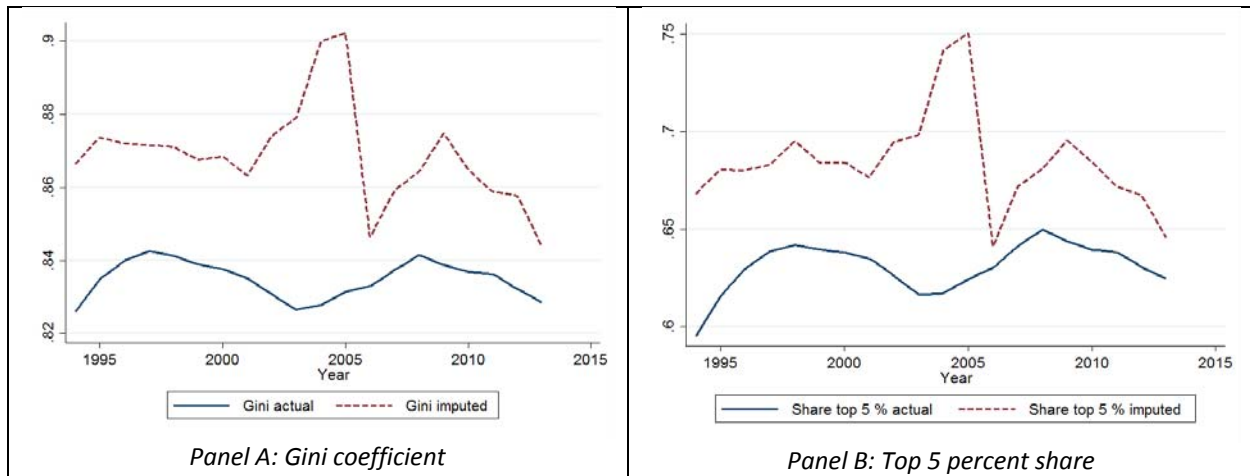 .9
.88
.86
.84
.82
1995 2000 2005 2010 2015
Year
Gini actual Gini imputed
Panel A: Gini coefficient
.75
.7
.65
.6
1995 2000 2005 2010 2015
Year
Share top 5 % actual Share top 5 % imputed
Panel B: Top 5 percent share